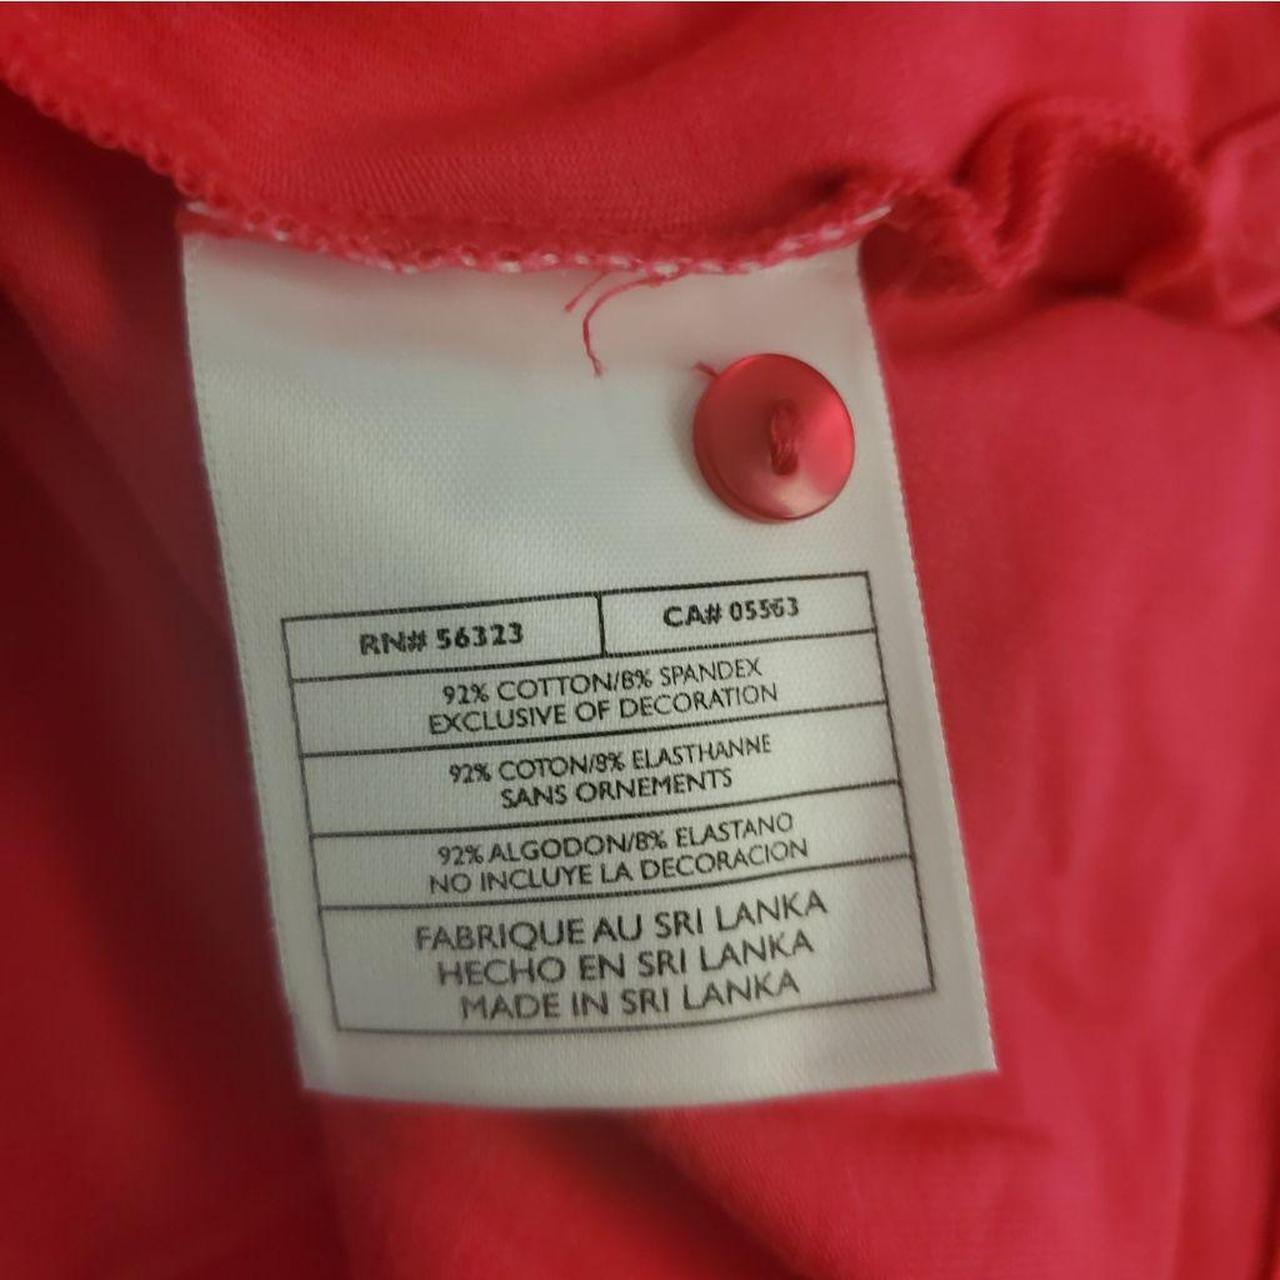 RN# 56323
CA# 05563
92% COTTON/8% SPANDEX
EXCLUSIVE OF DECORATION
92% COTON/8% ELASTHANNE
SANS ORNEMENTS
92% ALGODON/8% ELASTANO
NO INCLUYE LA DECORACION
FABRIQUE AU SRI LANKA
HECHO EN SRI LANKA
MADE IN SRI LANKA